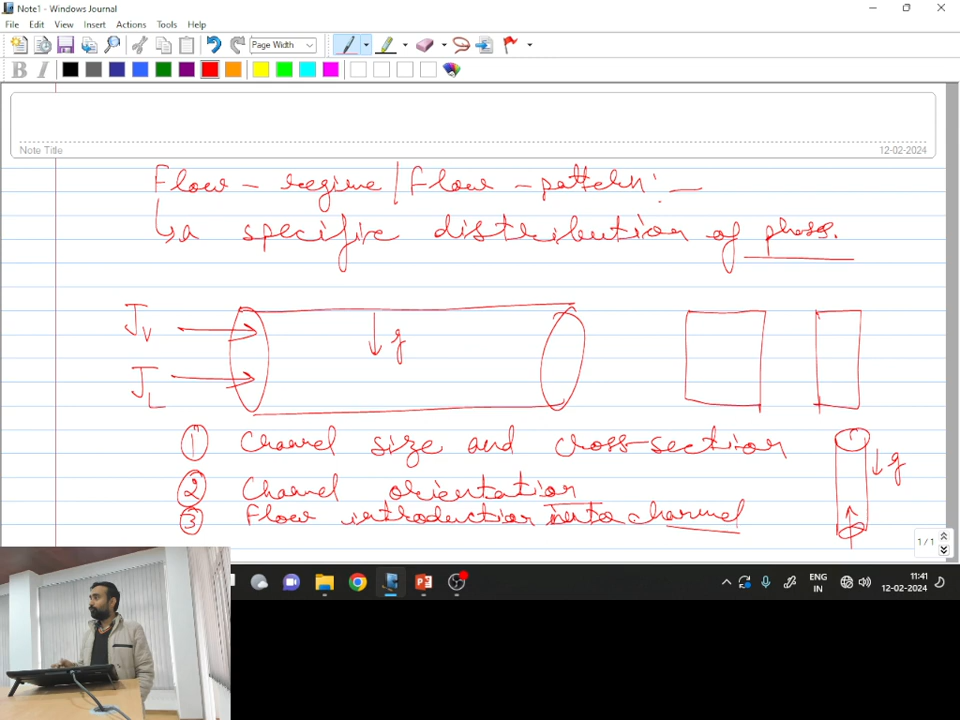 Note1 - Windows Journal
File Edit View Insert Actions Tools Help
Page Width
B I
Note Title
12-02-2024
Flow - regime / Flow - pattern : -
↳ a specific distribution of phases.
J_V
J_L
↓ g
① Channel size and cross-section
② Channel orientation
③ Flow introduction into channel
↓ g
1 / 1
ENG
IN
11:41
12-02-2024